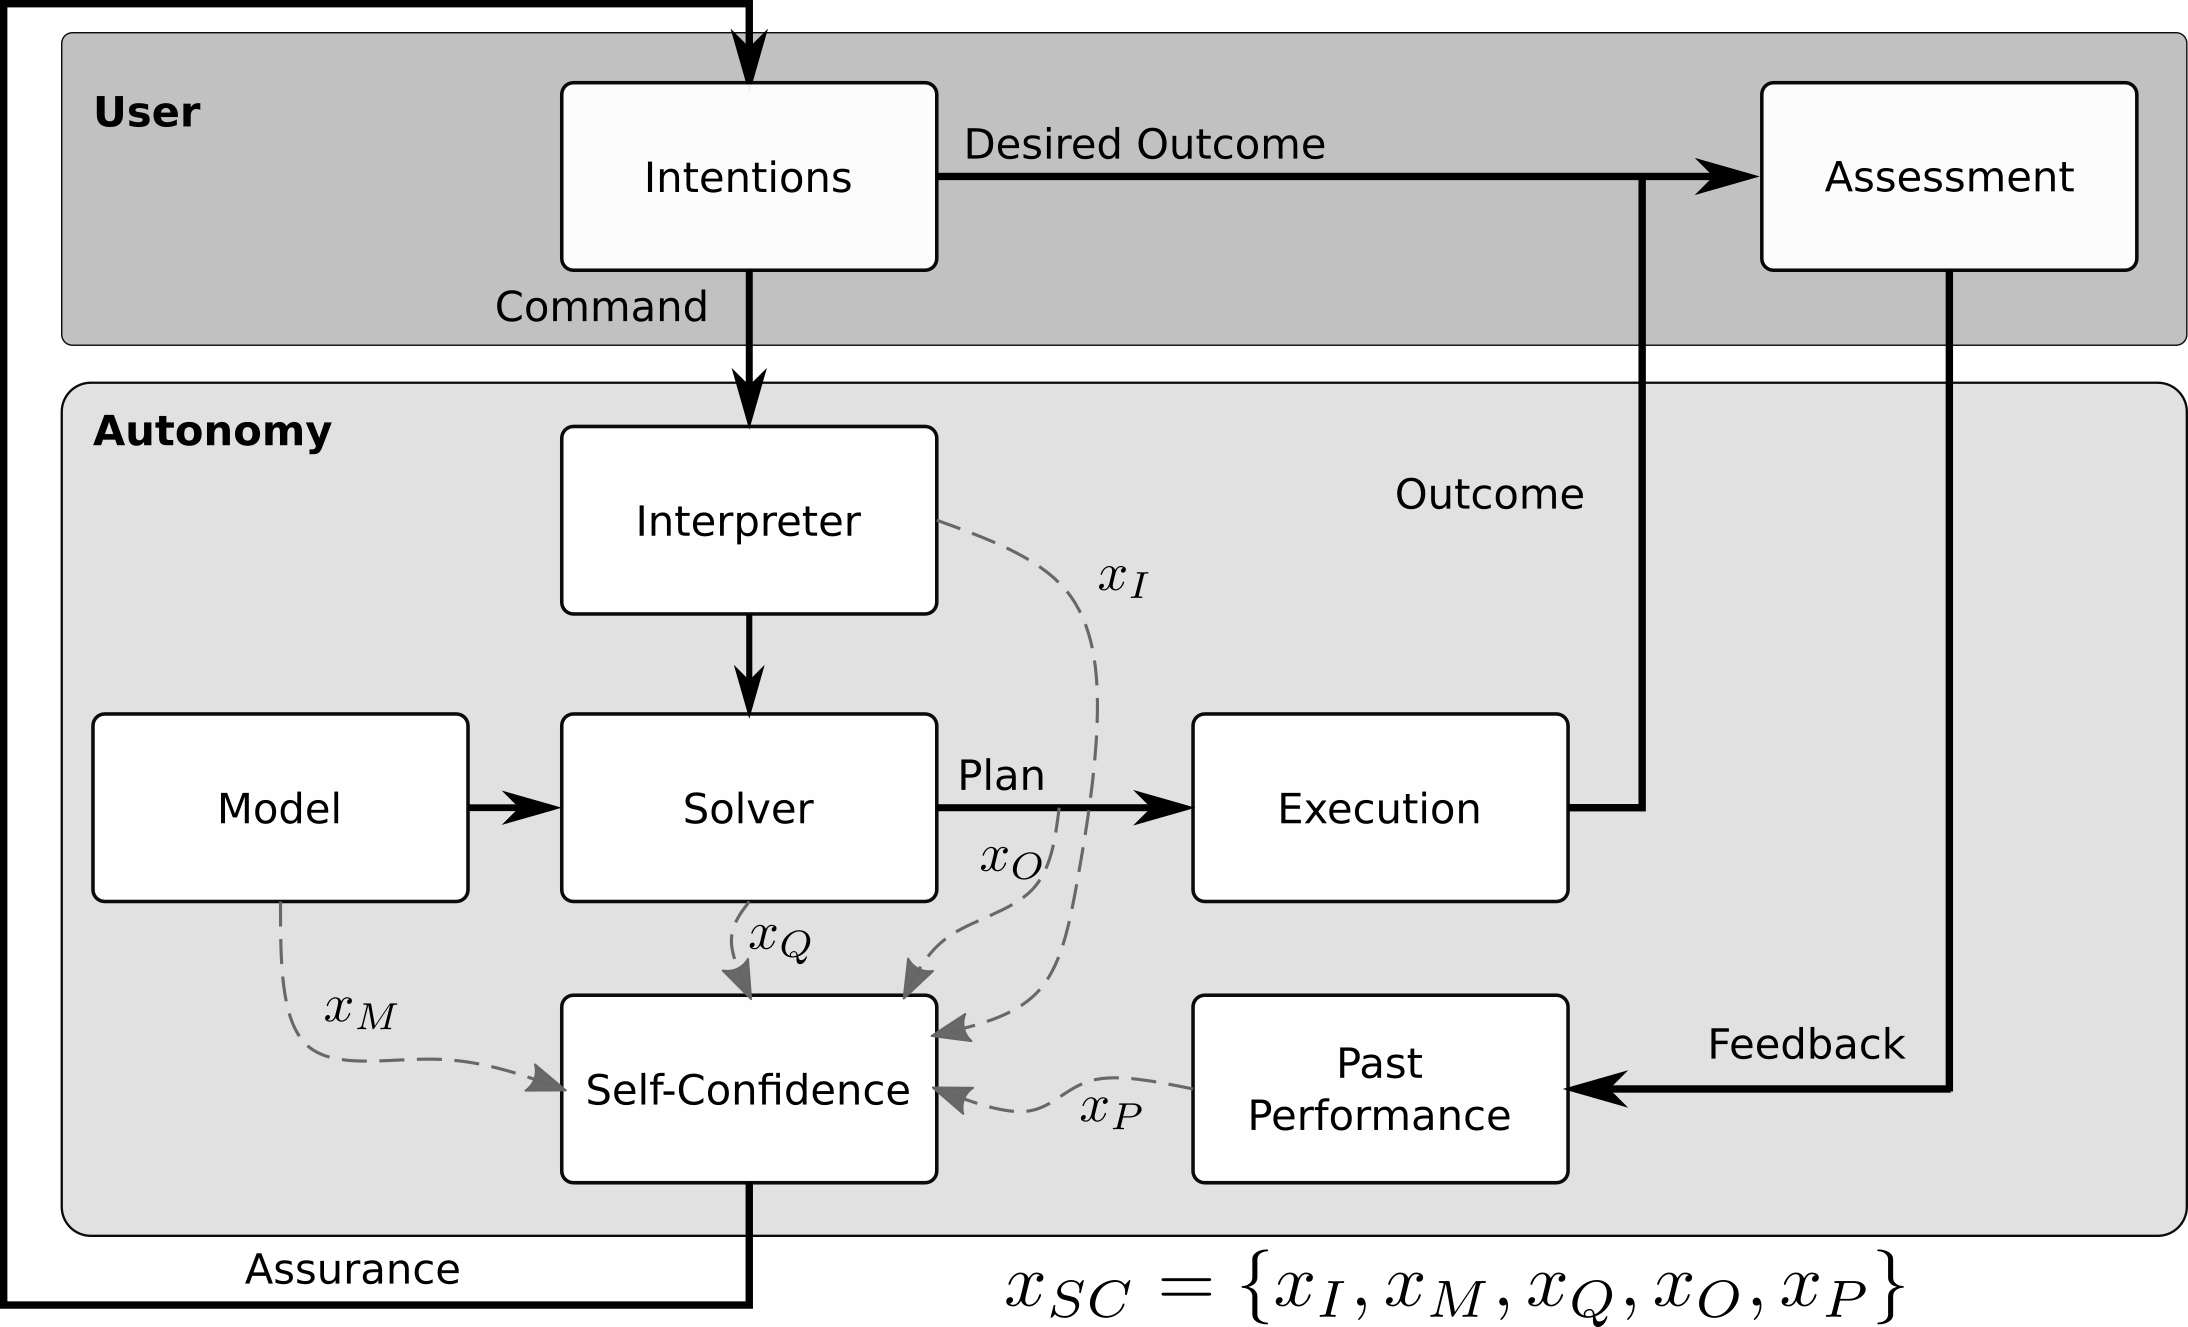 User
Intentions
Desired Outcome
Assessment
Command
Autonomy
Interpreter
Outcome
x_I
Model
Solver
Plan
Execution
x_O
x_Q
x_M
Self-Confidence
x_P
Past
Performance
Feedback
Assurance
x_{SC} = {x_I, x_M, x_Q, x_O, x_P}